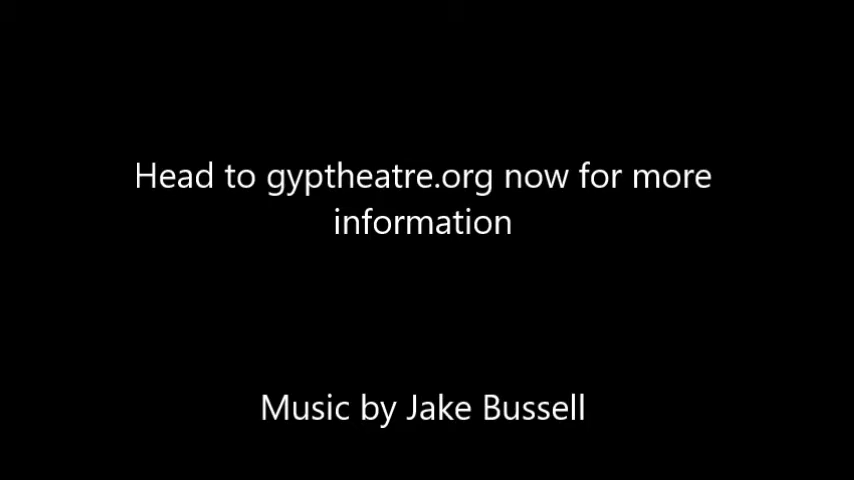 Head to gyptheatre.org now for more
information
Music by Jake Bussell